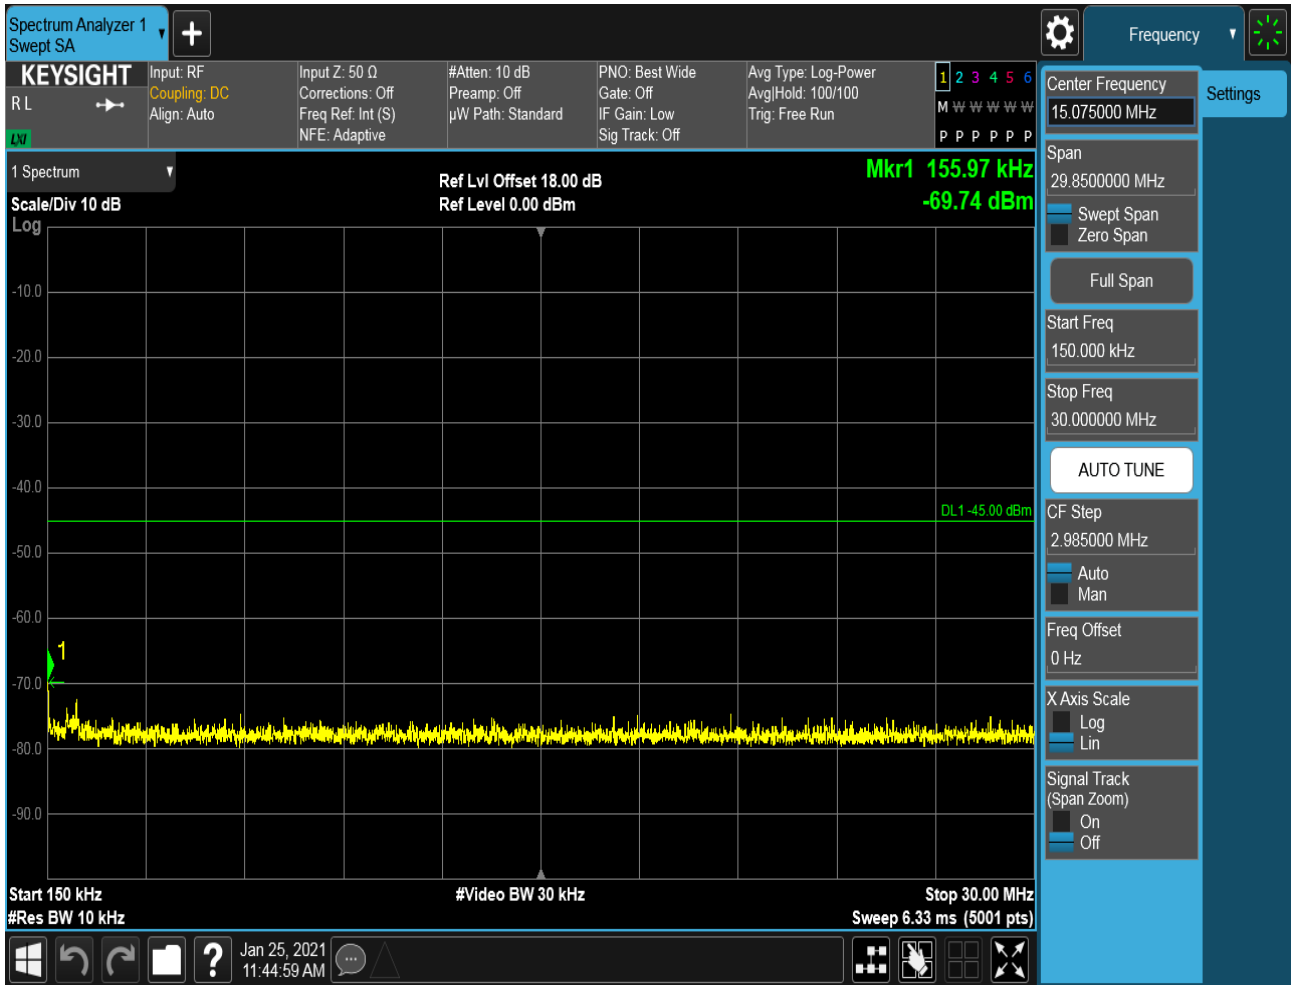 Spectrum Analyzer 1
Swept SA
Frequency
KEYSIGHT
R L
LXI
Input: RF
Coupling: DC
Align: Auto
Input Z: 50 Ω
Corrections: Off
Freq Ref: Int (S)
NFE: Adaptive
#Atten: 10 dB
Preamp: Off
µW Path: Standard
PNO: Best Wide
Gate: Off
IF Gain: Low
Sig Track: Off
Avg Type: Log-Power
Avg|Hold: 100/100
Trig: Free Run
1 2 3 4 5 6
M W W W W W
P P P P P P
1 Spectrum
Scale/Div 10 dB
Log
Ref Lvl Offset 18.00 dB
Ref Level 0.00 dBm
Mkr1 155.97 kHz
-69.74 dBm
-10.0
-20.0
-30.0
-40.0
DL1 -45.00 dBm
-50.0
-60.0
1
-70.0
-80.0
-90.0
Start 150 kHz
#Video BW 30 kHz
Stop 30.00 MHz
#Res BW 10 kHz
Sweep 6.33 ms (5001 pts)
Jan 25, 2021
11:44:59 AM
Center Frequency
15.075000 MHz
Settings
Span
29.8500000 MHz
Swept Span
Zero Span
Full Span
Start Freq
150.000 kHz
Stop Freq
30.000000 MHz
AUTO TUNE
CF Step
2.985000 MHz
Auto
Man
Freq Offset
0 Hz
X Axis Scale
Log
Lin
Signal Track
(Span Zoom)
On
Off